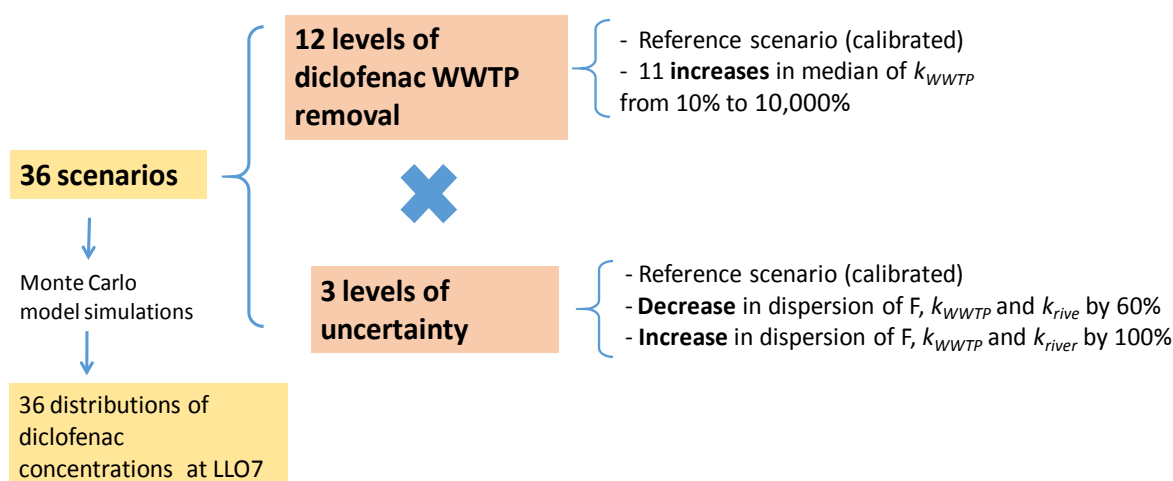 36 scenarios
Monte Carlo
model simulations
36 distributions of
diclofenac
concentrations at LLO7
12 levels of
diclofenac WWTP
removal
- Reference scenario (calibrated)
- 11 increases in median of kWWTP
from 10% to 10,000%
3 levels of
uncertainty
- Reference scenario (calibrated)
- Decrease in dispersion of F, kWWTP and krive by 60%
- Increase in dispersion of F, kWWTP and kriver by 100%